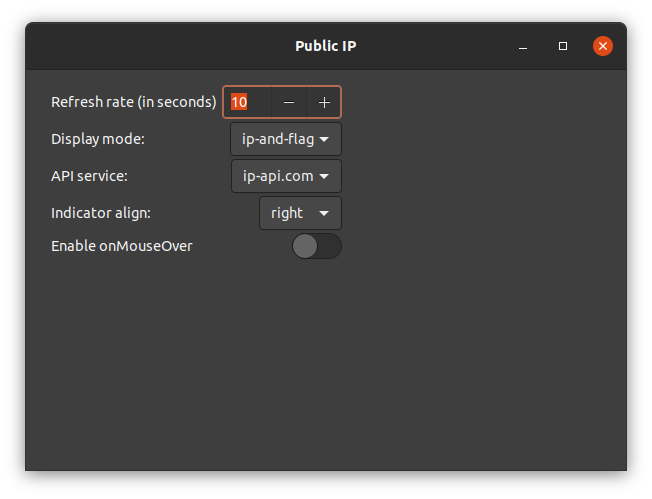 Public IP
Refresh rate (in seconds) 10 − +
Display mode: ip-and-flag
API service: ip-api.com
Indicator align: right
Enable onMouseOver